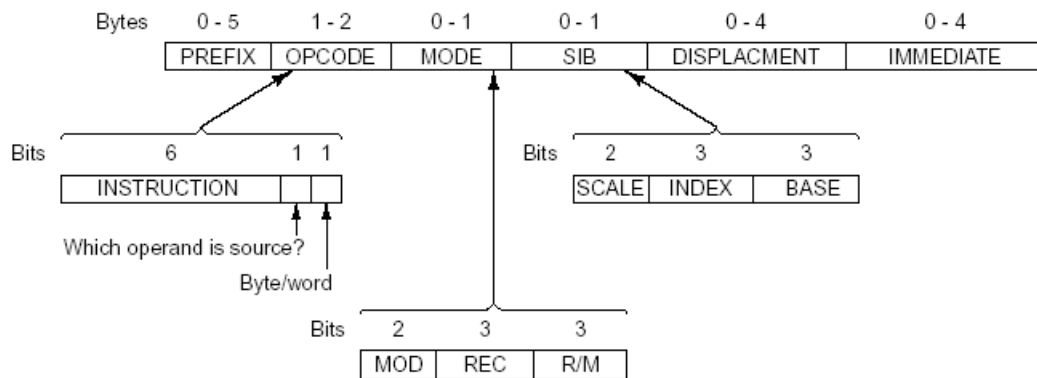 Bytes 0 - 5 1 - 2 0 - 1 0 - 1 0 - 4 0 - 4
PREFIX OPCODE MODE SIB DISPLACMENT IMMEDIATE
Bits 6 1 1 Bits 2 3 3
INSTRUCTION SCALE INDEX BASE
Which operand is source?
Byte/word
Bits 2 3 3
MOD REC R/M